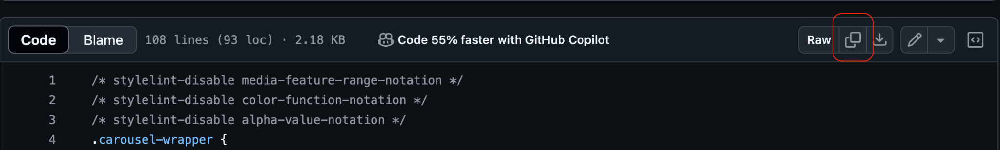 Code Blame 108 lines (93 loc) · 2.18 KB Code 55% faster with GitHub Copilot Raw
1 /* stylelint-disable media-feature-range-notation */
2 /* stylelint-disable color-function-notation */
3 /* stylelint-disable alpha-value-notation */
4 .carousel-wrapper {